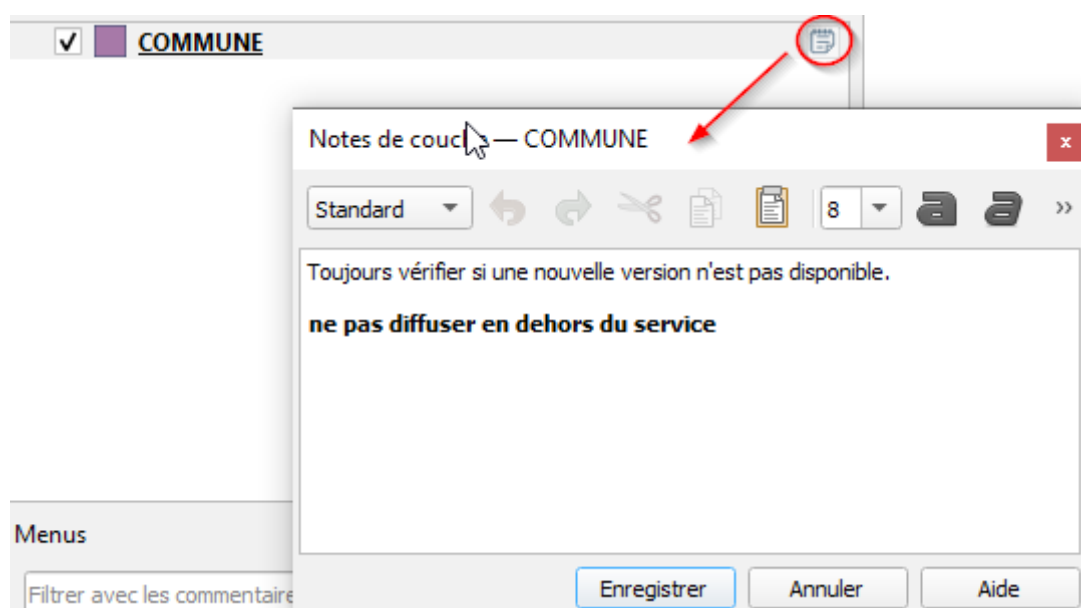 COMMUNE
Notes de couche — COMMUNE
Standard
8
a a »
Toujours vérifier si une nouvelle version n'est pas disponible.
ne pas diffuser en dehors du service
Menus
Filtrer avec les commentaire
Enregistrer Annuler Aide